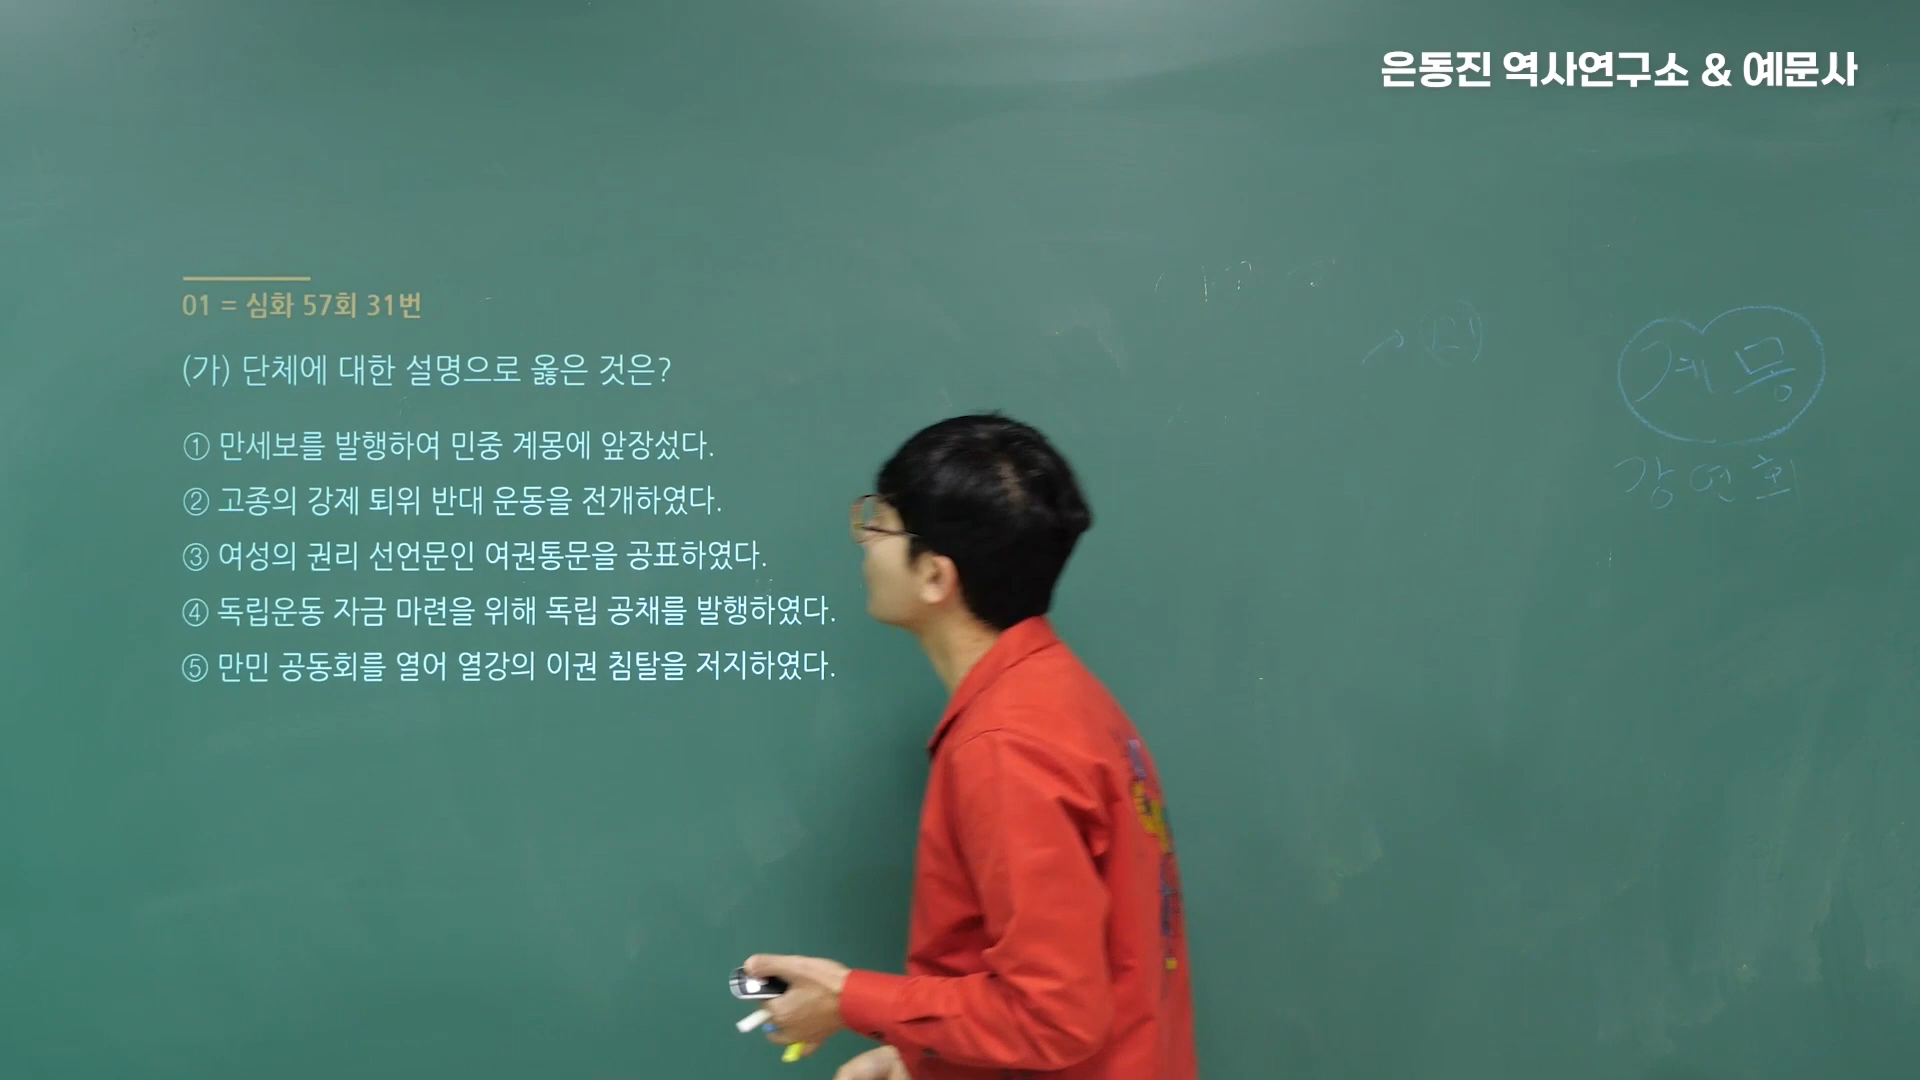 은동진 역사연구소 & 예문사
01 = 심화 57회 31번
(가) 단체에 대한 설명으로 옳은 것은?
① 만세보를 발행하여 민중 계몽에 앞장섰다.
② 고종의 강제 퇴위 반대 운동을 전개하였다.
③ 여성의 권리 선언문인 여권통문을 공표하였다.
④ 독립운동 자금 마련을 위해 독립 공채를 발행하였다.
⑤ 만민 공동회를 열어 열강의 이권 침탈을 저지하였다.
계몽
강연회